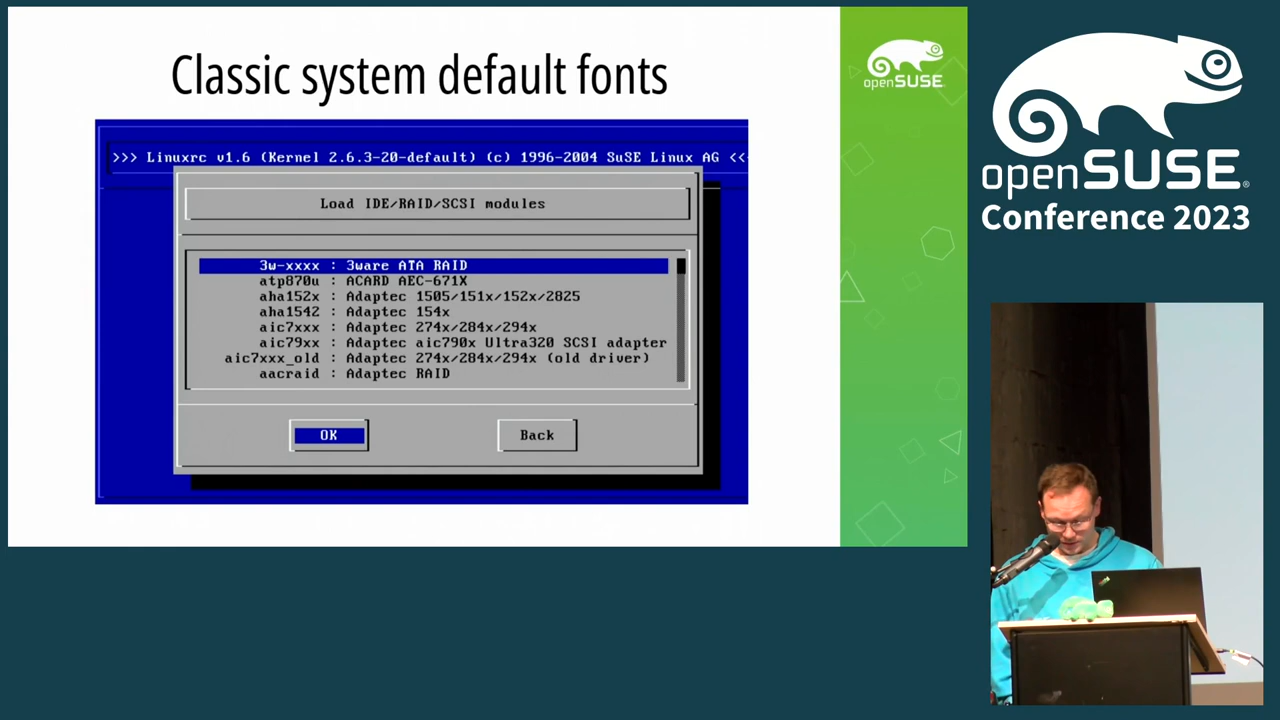 Classic system default fonts
>>> Linuxrc v1.6 (Kernel 2.6.3-20-default) (c) 1996-2004 SuSE Linux AG <<
Load IDE/RAID/SCSI modules
3w-xxxx : 3ware ATA RAID
atp870u : ACARD AEC-671X
aha152x : Adaptec 1505/151x/152x/2825
aha1542 : Adaptec 154x
aic7xxx : Adaptec 274x/284x/294x
aic79xx : Adaptec aic790x Ultra320 SCSI adapter
aic7xxx_old : Adaptec 274x/284x/294x (old driver)
aacraid : Adaptec RAID
OK Back
openSUSE
openSUSE®
Conference 2023